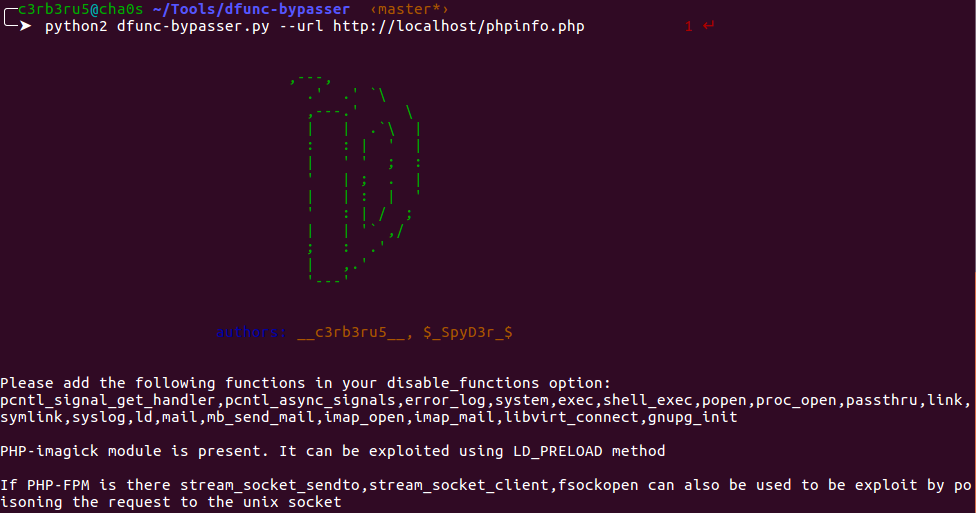 c3rb3ru5@cha0s ~/Tools/dfunc-bypasser ‹master*›
➤ python2 dfunc-bypasser.py --url http://localhost/phpinfo.php 1 ↵
authors: __c3rb3ru5__, $_SpyD3r_$
Please add the following functions in your disable_functions option:
pcntl_signal_get_handler,pcntl_async_signals,error_log,system,exec,shell_exec,popen,proc_open,passthru,link,
symlink,syslog,ld,mail,mb_send_mail,imap_open,imap_mail,libvirt_connect,gnupg_init
PHP-imagick module is present. It can be exploited using LD_PRELOAD method
If PHP-FPM is there stream_socket_sendto,stream_socket_client,fsockopen can also be used to be exploit by po
isoning the request to the unix socket